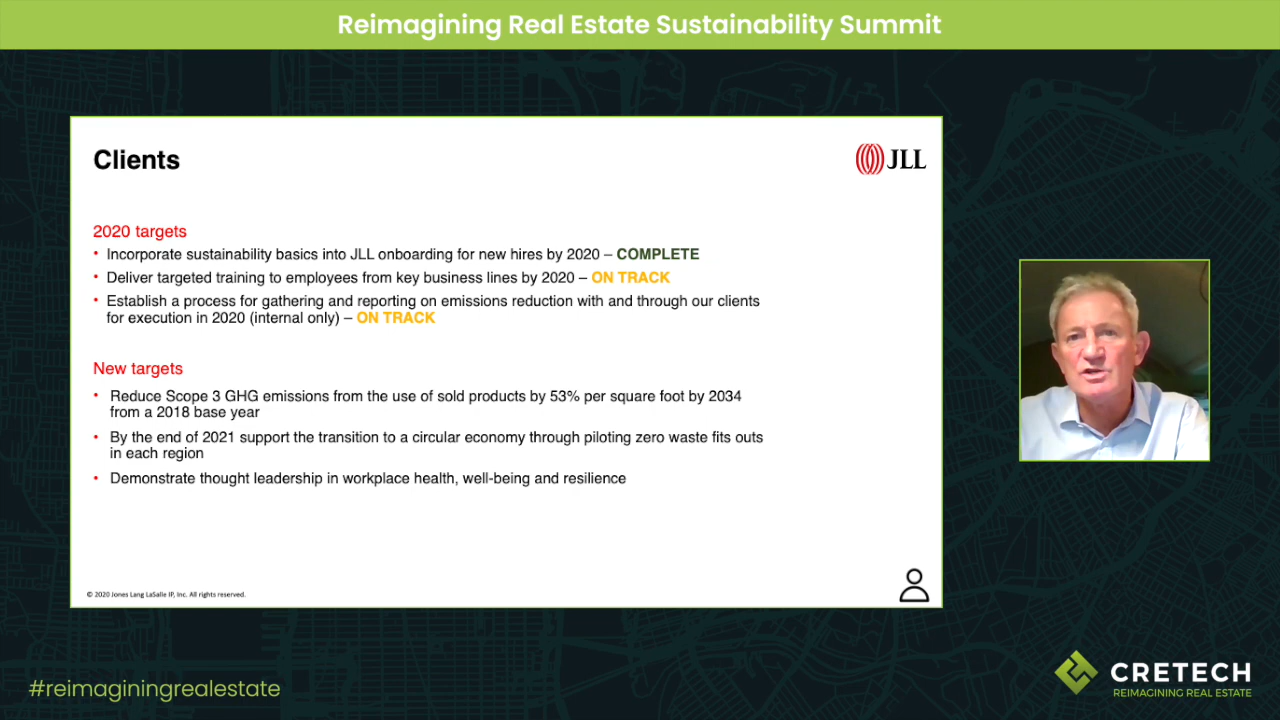 Reimagining Real Estate Sustainability Summit
Clients
JLL
2020 targets
• Incorporate sustainability basics into JLL onboarding for new hires by 2020 – COMPLETE
• Deliver targeted training to employees from key business lines by 2020 – ON TRACK
• Establish a process for gathering and reporting on emissions reduction with and through our clients
for execution in 2020 (internal only) – ON TRACK
New targets
• Reduce Scope 3 GHG emissions from the use of sold products by 53% per square foot by 2034
from a 2018 base year
• By the end of 2021 support the transition to a circular economy through piloting zero waste fits outs
in each region
• Demonstrate thought leadership in workplace health, well-being and resilience
© 2020 Jones Lang LaSalle IP, Inc. All rights reserved.
#reimaginingrealestate
CRETECH
REIMAGINING REAL ESTATE